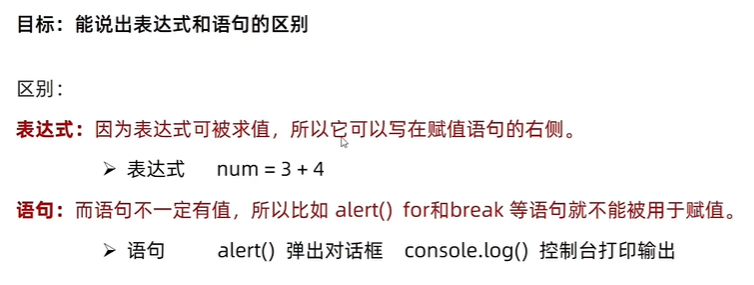 目标：能说出表达式和语句的区别
区别：
表达式：因为表达式可被求值，所以它可以写在赋值语句的右侧。
➢ 表达式 num = 3 + 4
语句：而语句不一定有值，所以比如 alert() for和break 等语句就不能被用于赋值。
➢ 语句 alert() 弹出对话框 console.log() 控制台打印输出